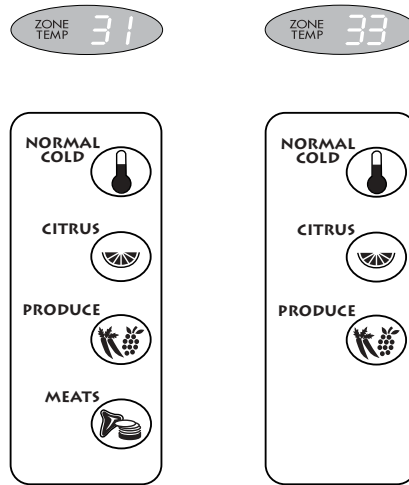 ZONE TEMP 31
ZONE TEMP 33
NORMAL COLD
CITRUS
PRODUCE
MEATS
NORMAL COLD
CITRUS
PRODUCE